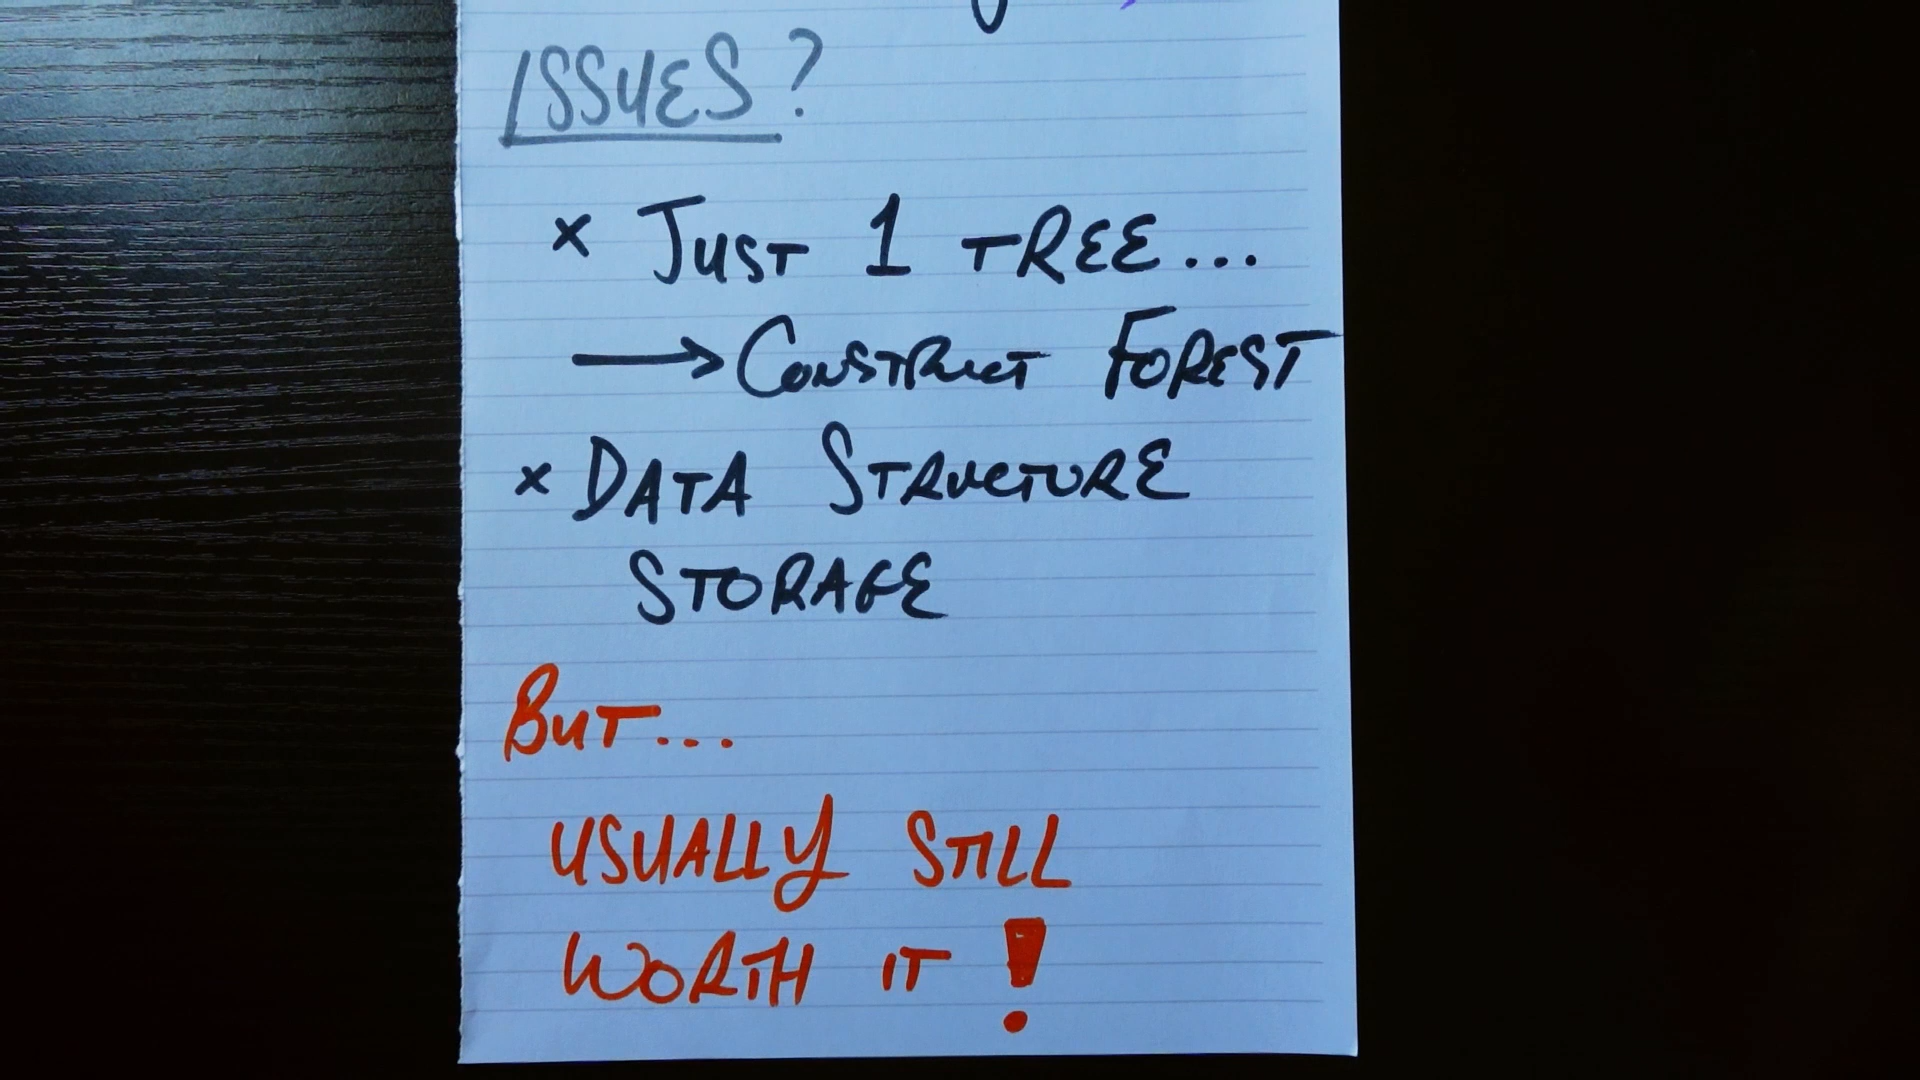 ISSUES?
× JUST 1 TREE...
→ CONSTRUCT FOREST
× DATA STRUCTURE
STORAGE
BUT...
USUALLY STILL
WORTH IT!